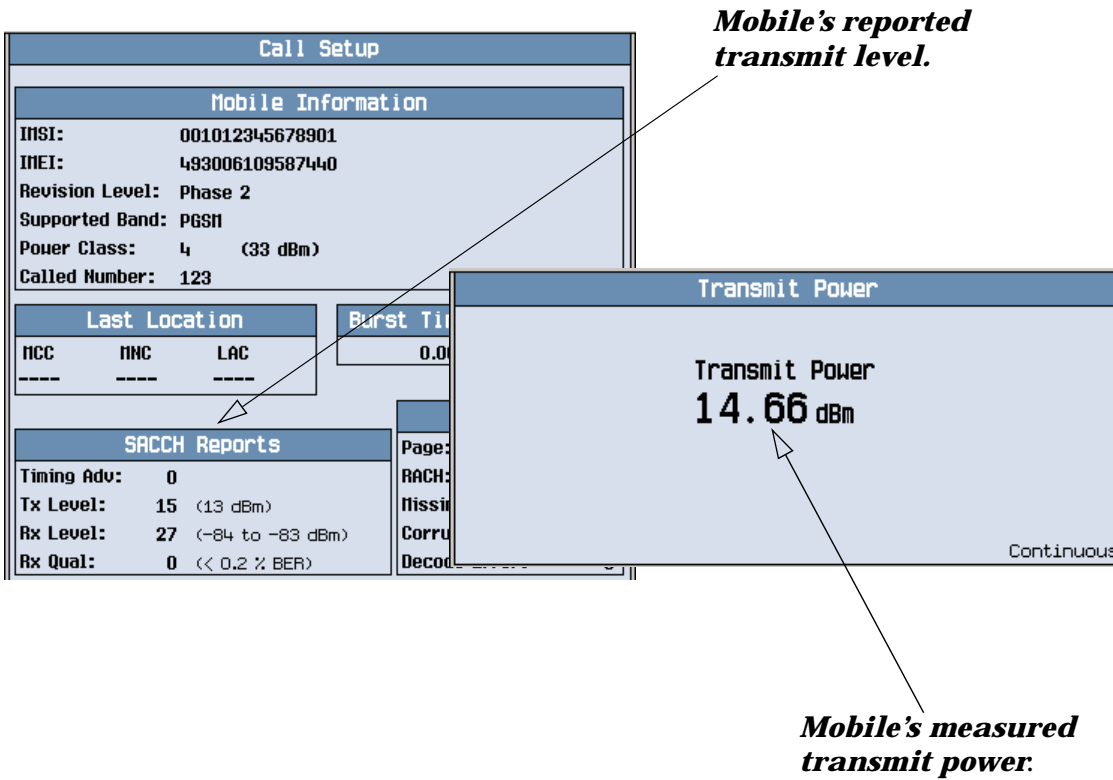 Mobile's reported
transmit level.
Call Setup
Mobile Information
IMSI: 001012345678901
IMEI: 493006109587440
Revision Level: Phase 2
Supported Band: PGSM
Power Class: 4 (33 dBm)
Called Number: 123
Last Location
MCC MNC LAC
---- ---- ----
Burst
SACCH Reports
Timing Adv: 0
Tx Level: 15 (13 dBm)
Rx Level: 27 (-84 to -83 dBm)
Rx Qual: 0 (< 0.2 % BER)
Page:
RACH:
Transmit Power
Transmit Power
14.66 dBm
Continuous
Mobile's measured
transmit power.